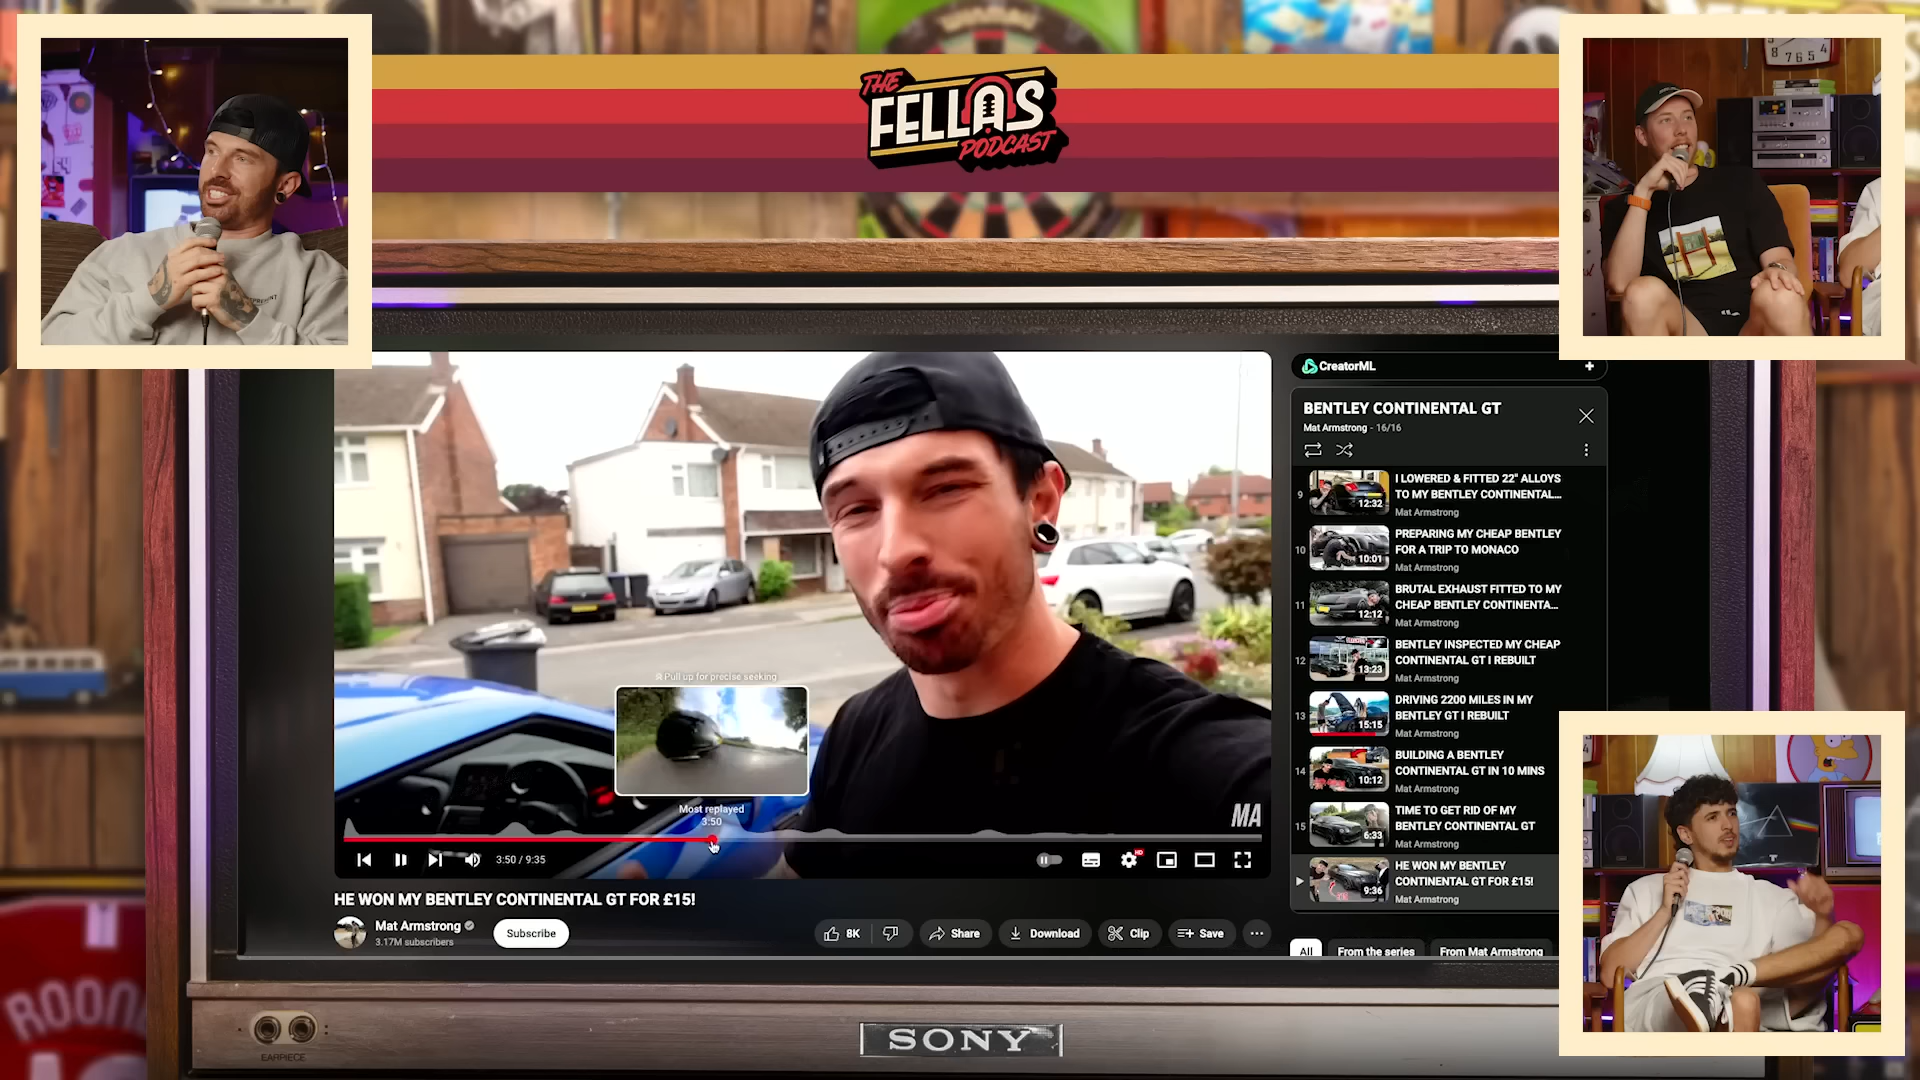 THE
FELLAS
PODCAST
8 7 6 5 4
CreatorML
BENTLEY CONTINENTAL GT
Mat Armstrong - 16/16
9
12:32
I LOWERED & FITTED 22" ALLOYS
TO MY BENTLEY CONTINENTAL...
Mat Armstrong
10
10:01
PREPARING MY CHEAP BENTLEY
FOR A TRIP TO MONACO
Mat Armstrong
11
12:12
BRUTAL EXHAUST FITTED TO MY
CHEAP BENTLEY CONTINENTA...
Mat Armstrong
12
13:23
BENTLEY INSPECTED MY CHEAP
CONTINENTAL GT I REBUILT
Mat Armstrong
13
15:15
DRIVING 2200 MILES IN MY
BENTLEY GT I REBUILT
Mat Armstrong
14
10:12
BUILDING A BENTLEY
CONTINENTAL GT IN 10 MINS
Mat Armstrong
15
6:33
TIME TO GET RID OF MY
BENTLEY CONTINENTAL GT
Mat Armstrong
9:36
HE WON MY BENTLEY
CONTINENTAL GT FOR £15!
Mat Armstrong
All
From the series
From Mat Armstrong
Pull up for precise seeking
Most replayed
3:50
MA
3:50 / 9:35
HD
HE WON MY BENTLEY CONTINENTAL GT FOR £15!
Mat Armstrong
3.17M subscribers
Subscribe
8K
Share
Download
Clip
Save
ROON
EARPIECE
SONY